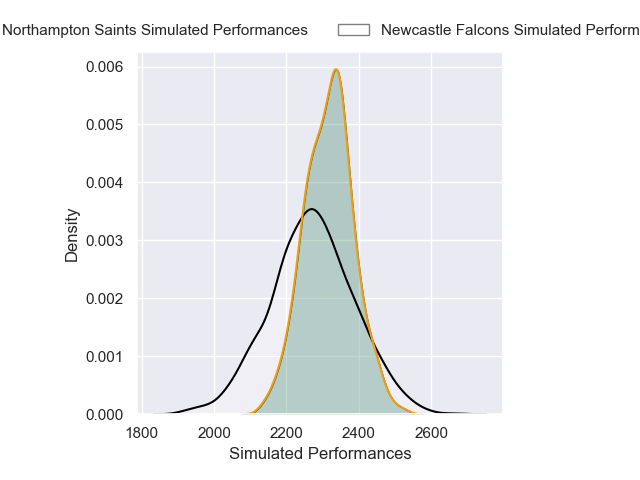 Northampton Saints Simulated Performances Newcastle Falcons Simulated Perform
0.006
0.005
0.004
0.003
0.002
0.001
0.000
Density
1800 2000 2200 2400 2600
Simulated Performances